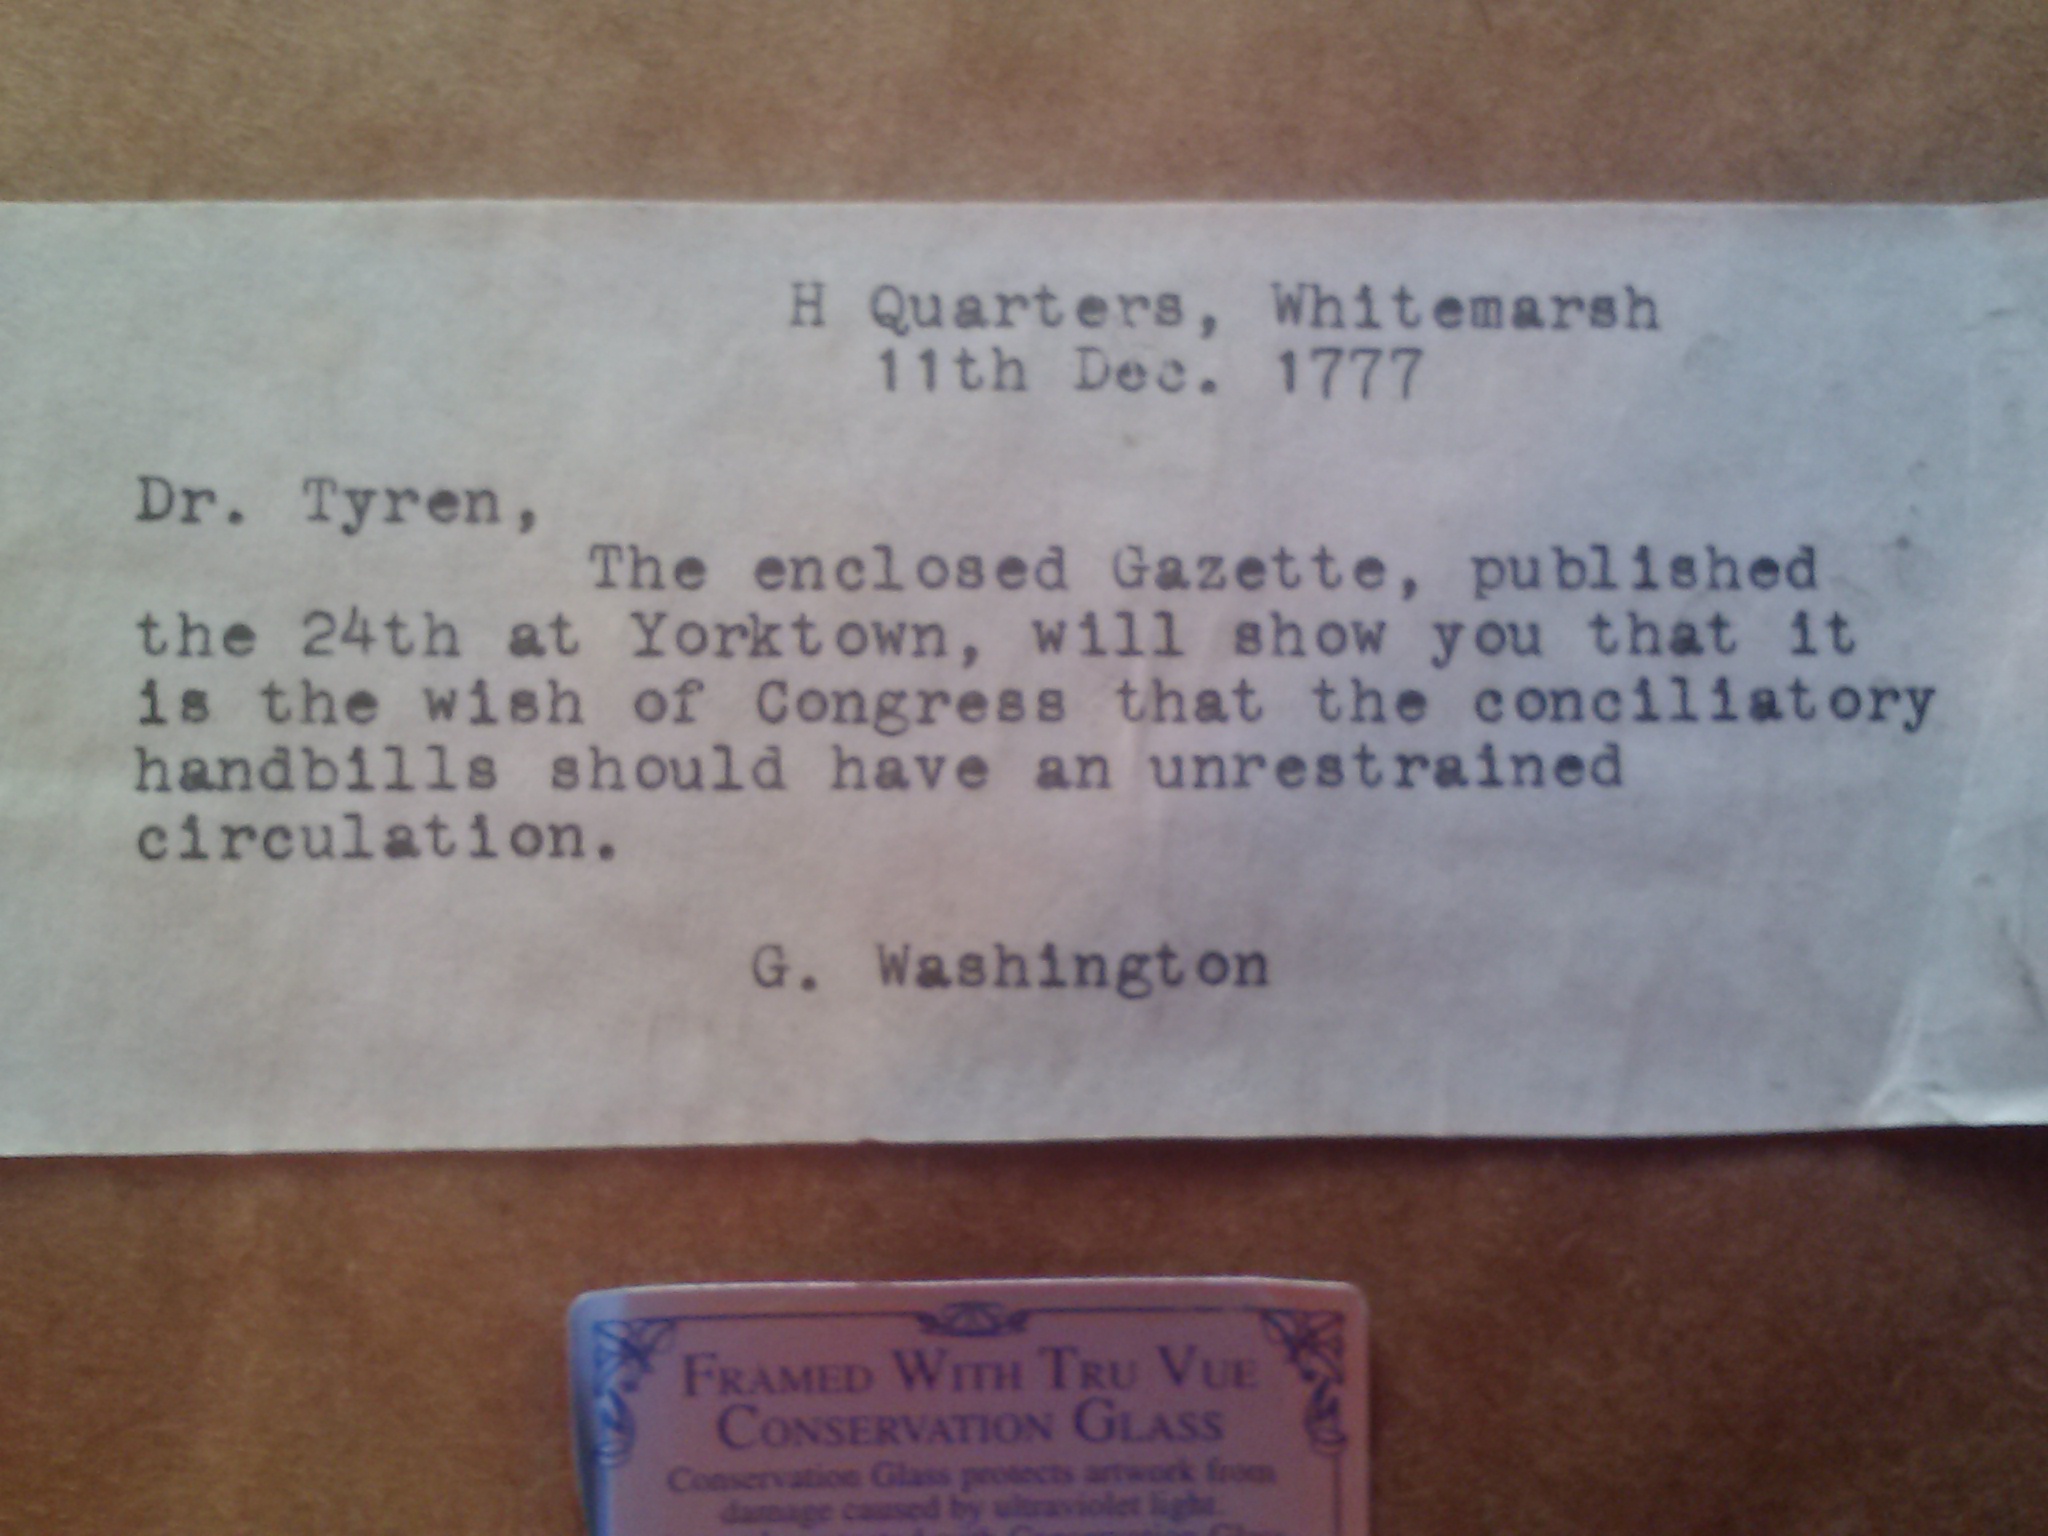 H Quarters, Whitemarsh
11th Dec. 1777
Dr. Tyren,
The enclosed Gazette, published
the 24th at Yorktown, will show you that it
is the wish of Congress that the conciliatory
handbills should have an unrestrained
circulation.
G. Washington
FRAMED WITH TRU VUE
CONSERVATION GLASS
Conservation Glass protects artwork from
damage caused by ultraviolet light.
Conservation